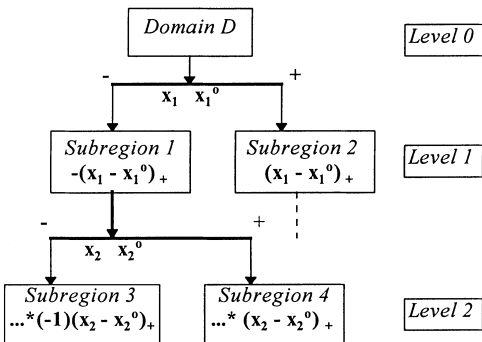 Domain D
Level 0
- +
x₁ x₁°
Subregion 1
-(x₁ - x₁°)₊
Subregion 2
(x₁ - x₁°)₊
Level 1
- +
x₂ x₂°
Subregion 3
...*(-1)(x₂ - x₂°)₊
Subregion 4
...* (x₂ - x₂°)₊
Level 2